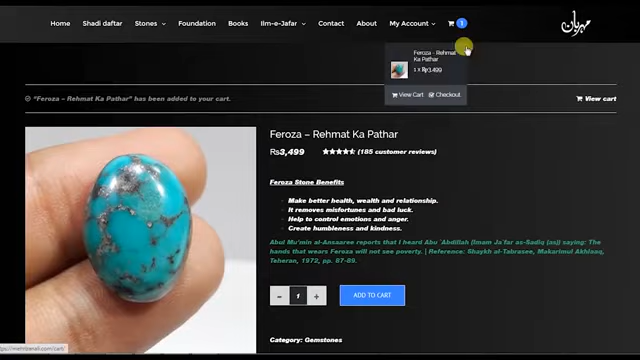 Home Shadi daftar Stones Foundation Books Ilm-e-Jafar Contact About My Account 1
مہربان
Feroza – Rehmat
Ka Pathar
1 x ₨3,499
View Cart Checkout
"Feroza – Rehmat Ka Pathar" has been added to your cart.
View cart
Feroza – Rehmat Ka Pathar
₨3,499 (185 customer reviews)
Feroza Stone Benefits
Make better health, wealth and relationship.
It removes misfortunes and bad luck.
Help to control emotions and anger.
Create humbleness and kindness.
Abul Mu'min al-Ansaaree reports that I heard Abu `Abdillah (Imam Ja'far as-Sadiq (as)) saying: The
hands that wears Feroza will not see poverty. | Reference: Shaykh al-Tabrasee, Makarimul Akhlaaq,
Teheran, 1972, pp. 87-89.
- 1 +
ADD TO CART
Category: Gemstones